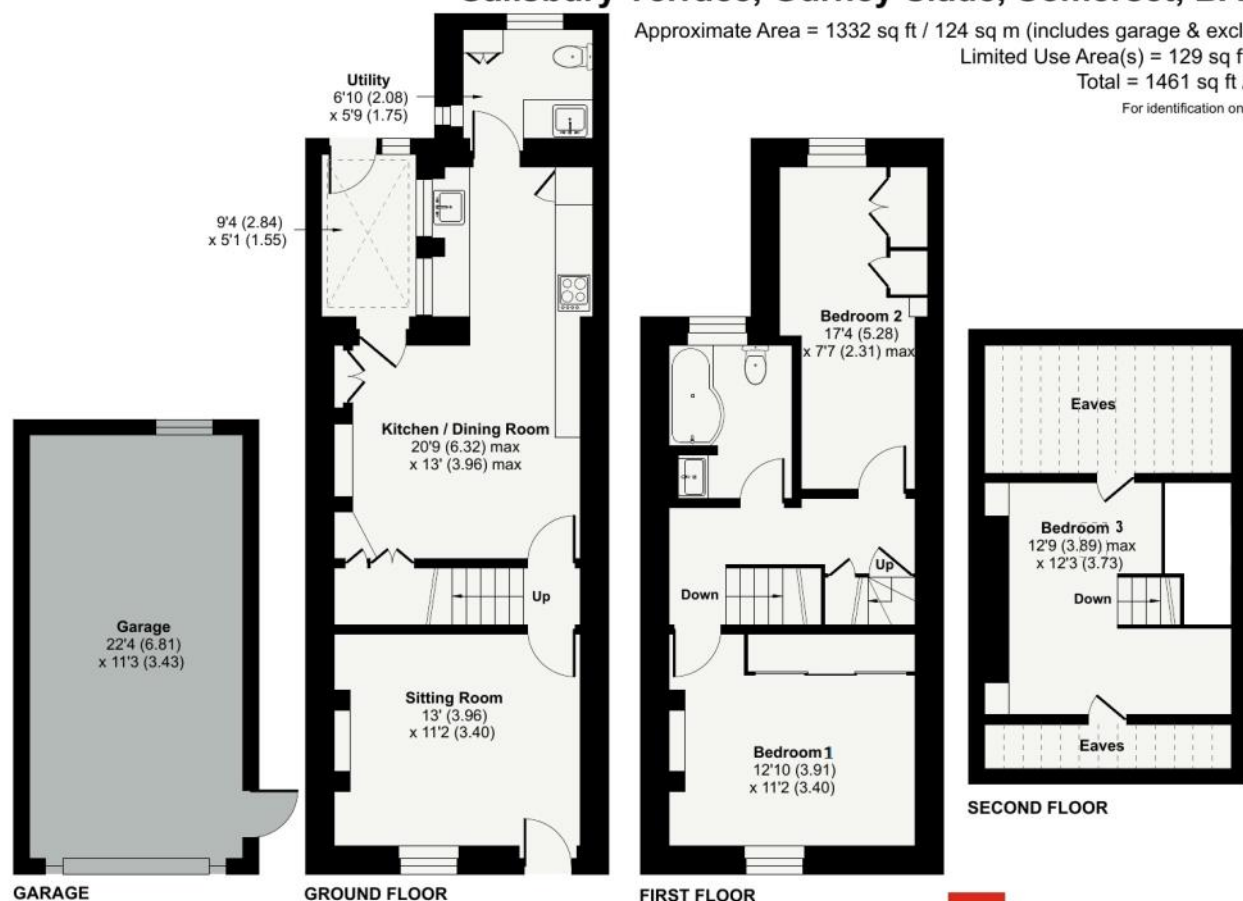 Approximate Area = 1332 sq ft / 124 sq m (includes garage & excl
Limited Use Area(s) = 129 sq f
Total = 1461 sq ft /
For identification on
Utility
6'10 (2.08)
x 5'9 (1.75)
9'4 (2.84)
x 5'1 (1.55)
Kitchen / Dining Room
20'9 (6.32) max
x 13' (3.96) max
Up
Sitting Room
13' (3.96)
x 11'2 (3.40)
Garage
22'4 (6.81)
x 11'3 (3.43)
Bedroom 2
17'4 (5.28)
x 7'7 (2.31) max
Up
Down
Bedroom 1
12'10 (3.91)
x 11'2 (3.40)
Eaves
Bedroom 3
12'9 (3.89) max
x 12'3 (3.73)
Down
Eaves
SECOND FLOOR
GARAGE
GROUND FLOOR
FIRST FLOOR